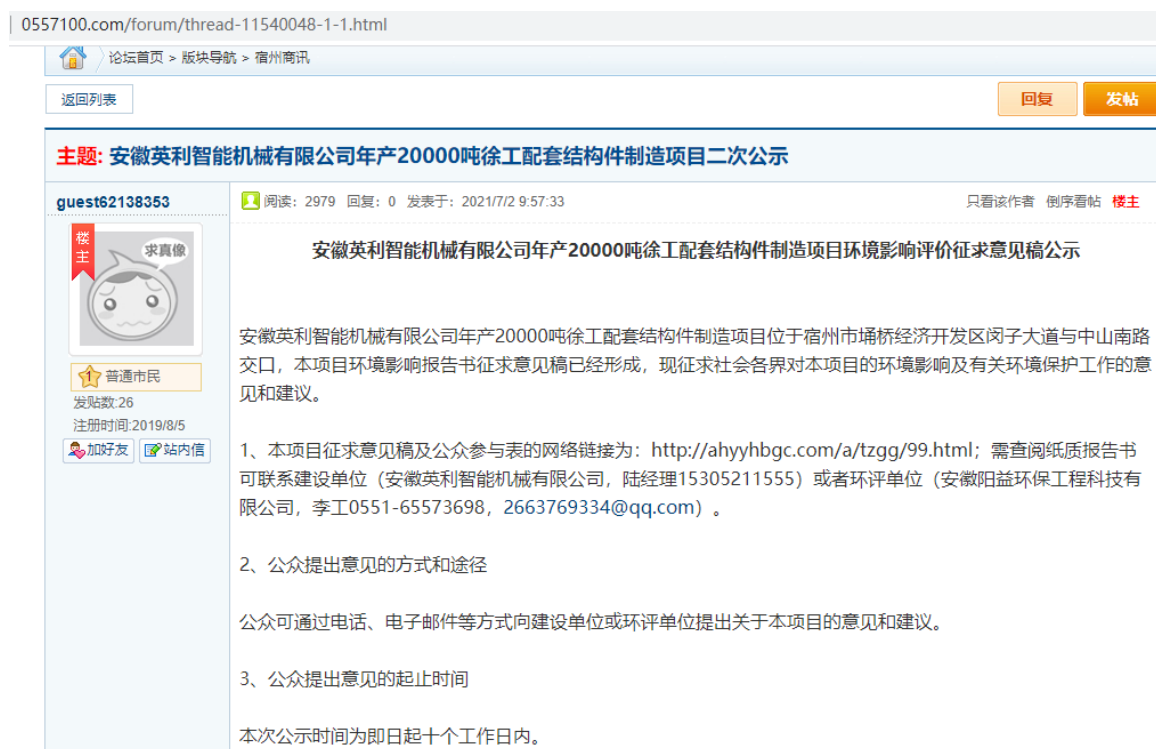 0557100.com/forum/thread-11540048-1-1.html
论坛首页 > 版块导航 > 宿州商讯
返回列表
回复
发帖
主题: 安徽英利智能机械有限公司年产20000吨徐工配套结构件制造项目二次公示
guest62138353
阅读：2979 回复：0 发表于：2021/7/2 9:57:33
只看该作者 倒序看帖 楼主
楼主
求真像
安徽英利智能机械有限公司年产20000吨徐工配套结构件制造项目环境影响评价征求意见稿公示
安徽英利智能机械有限公司年产20000吨徐工配套结构件制造项目位于宿州市埇桥经济开发区闵子大道与中山南路
交口，本项目环境影响报告书征求意见稿已经形成，现征求社会各界对本项目的环境影响及有关环境保护工作的意
见和建议。
1 普通市民
发贴数:26
注册时间:2019/8/5
加好友 站内信
1、本项目征求意见稿及公众参与表的网络链接为：http://ahyyhbgc.com/a/tzgg/99.html；需查阅纸质报告书
可联系建设单位（安徽英利智能机械有限公司，陆经理15305211555）或者环评单位（安徽阳益环保工程科技有
限公司，李工0551-65573698，2663769334@qq.com）。
2、公众提出意见的方式和途径
公众可通过电话、电子邮件等方式向建设单位或环评单位提出关于本项目的意见和建议。
3、公众提出意见的起止时间
本次公示时间为即日起十个工作日内。